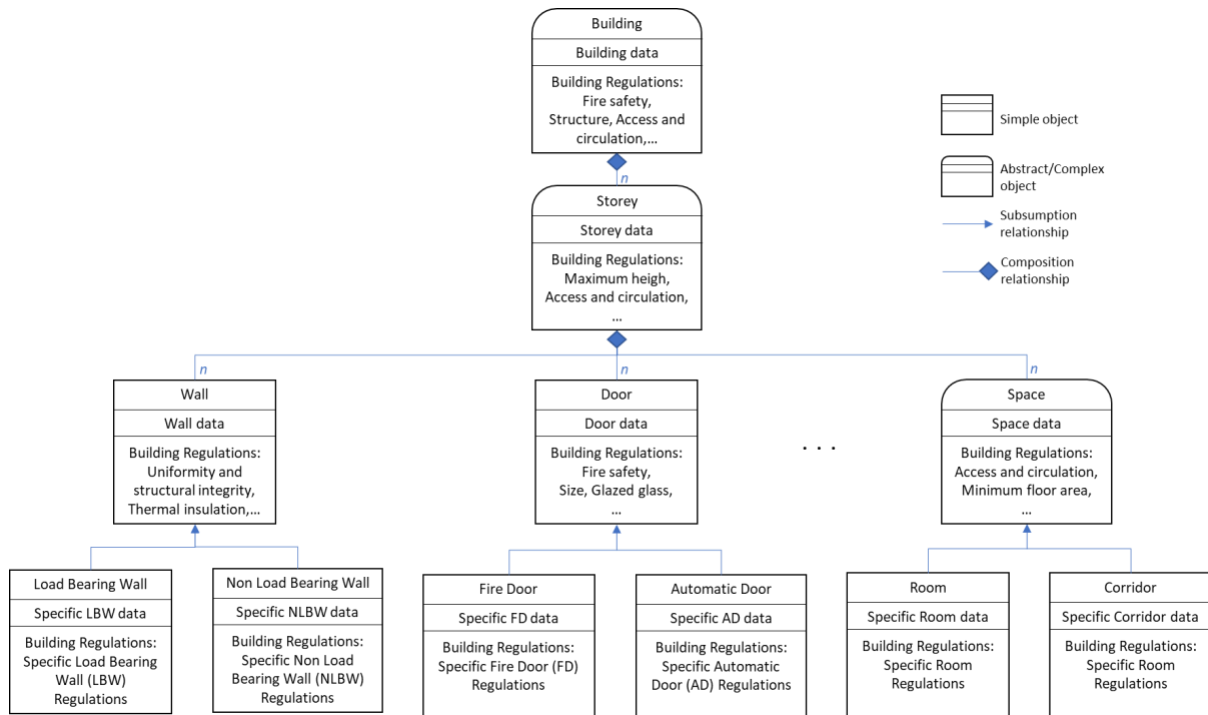 Building
Building data
Building Regulations:
Fire safety,
Structure, Access and
circulation,...
n
Storey
Storey data
Building Regulations:
Maximum heigh,
Access and circulation,
...
Simple object
Abstract/Complex
object
Subsumption
relationship
Composition
relationship
n
Wall
Wall data
Building Regulations:
Uniformity and
structural integrity,
Thermal insulation,...
n
Door
Door data
Building Regulations:
Fire safety,
Size, Glazed glass,
...
. . .
n
Space
Space data
Building Regulations:
Access and circulation,
Minimum floor area,
...
Load Bearing Wall
Specific LBW data
Building Regulations:
Specific Load Bearing
Wall (LBW)
Regulations
Non Load Bearing Wall
Specific NLBW data
Building Regulations:
Specific Non Load
Bearing Wall (NLBW)
Regulations
Fire Door
Specific FD data
Building Regulations:
Specific Fire Door (FD)
Regulations
Automatic Door
Specific AD data
Building Regulations:
Specific Automatic
Door (AD) Regulations
Room
Specific Room data
Building Regulations:
Specific Room
Regulations
Corridor
Specific Corridor data
Building Regulations:
Specific Room
Regulations